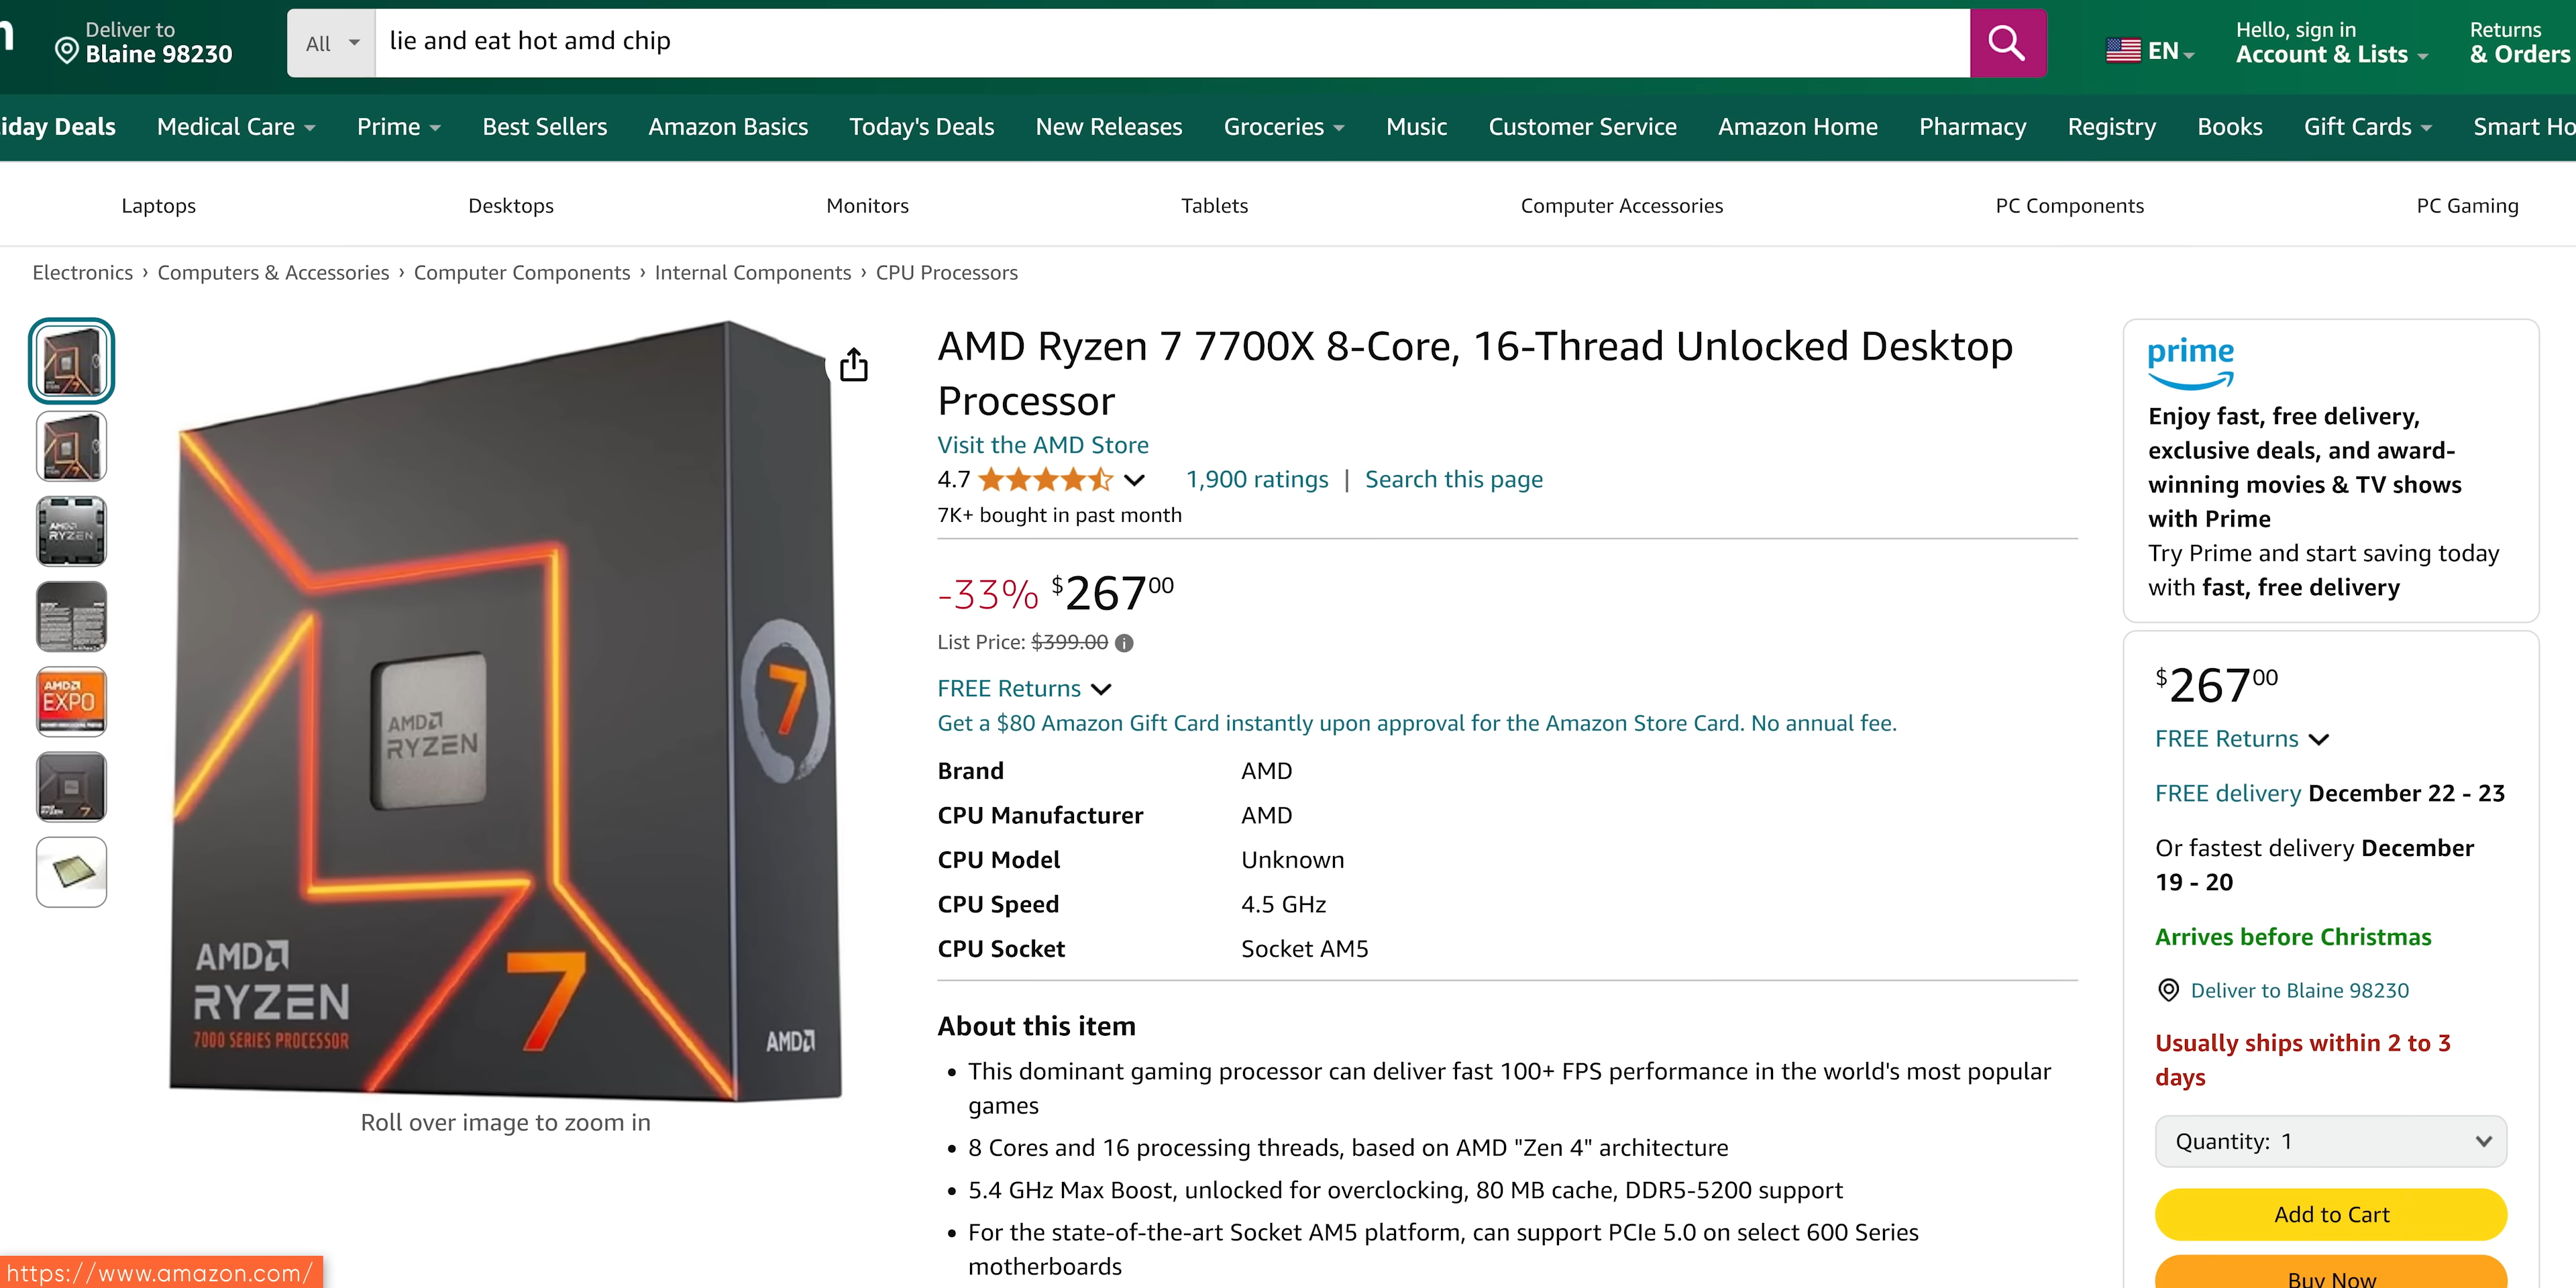 Deliver to
Blaine 98230
All
lie and eat hot amd chip
EN
Hello, sign in
Account & Lists
Returns
& Orders
iday Deals
Medical Care
Prime
Best Sellers
Amazon Basics
Today's Deals
New Releases
Groceries
Music
Customer Service
Amazon Home
Pharmacy
Registry
Books
Gift Cards
Smart Ho
Laptops
Desktops
Monitors
Tablets
Computer Accessories
PC Components
PC Gaming
Electronics › Computers & Accessories › Computer Components › Internal Components › CPU Processors
AMD
RYZEN
AMD
EXPO
AMD
RYZEN
7
AMD
RYZEN
7000 SERIES PROCESSOR
7
AMD
Roll over image to zoom in
AMD Ryzen 7 7700X 8-Core, 16-Thread Unlocked Desktop
Processor
Visit the AMD Store
4.7
1,900 ratings | Search this page
7K+ bought in past month
-33% $267 00
List Price: $399.00
FREE Returns
Get a $80 Amazon Gift Card instantly upon approval for the Amazon Store Card. No annual fee.
Brand AMD
CPU Manufacturer AMD
CPU Model Unknown
CPU Speed 4.5 GHz
CPU Socket Socket AM5
About this item
• This dominant gaming processor can deliver fast 100+ FPS performance in the world's most popular
games
• 8 Cores and 16 processing threads, based on AMD "Zen 4" architecture
• 5.4 GHz Max Boost, unlocked for overclocking, 80 MB cache, DDR5-5200 support
• For the state-of-the-art Socket AM5 platform, can support PCIe 5.0 on select 600 Series
motherboards
prime
Enjoy fast, free delivery,
exclusive deals, and award-
winning movies & TV shows
with Prime
Try Prime and start saving today
with fast, free delivery
$267 00
FREE Returns
FREE delivery December 22 - 23
Or fastest delivery December
19 - 20
Arrives before Christmas
Deliver to Blaine 98230
Usually ships within 2 to 3
days
Quantity: 1
Add to Cart
Buy Now
https://www.amazon.com/